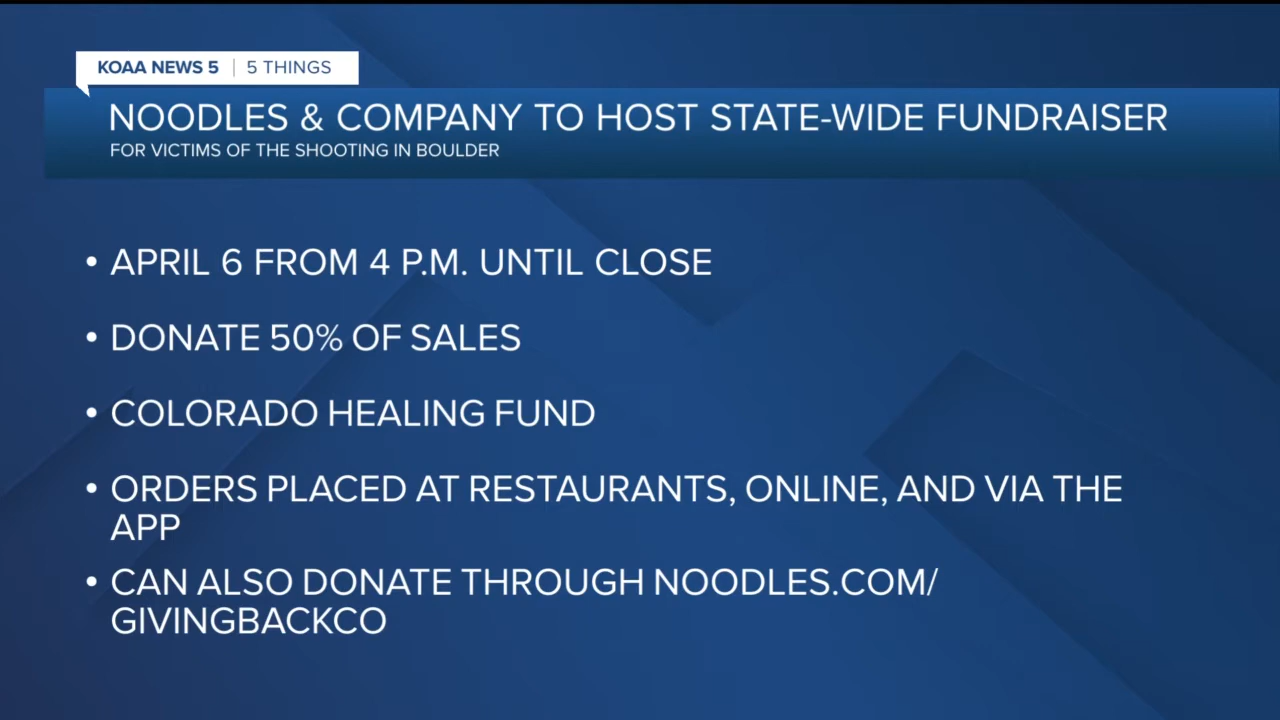 KOAA NEWS 5 | 5 THINGS
NOODLES & COMPANY TO HOST STATE-WIDE FUNDRAISER
FOR VICTIMS OF THE SHOOTING IN BOULDER
• APRIL 6 FROM 4 P.M. UNTIL CLOSE
• DONATE 50% OF SALES
• COLORADO HEALING FUND
• ORDERS PLACED AT RESTAURANTS, ONLINE, AND VIA THE
APP
• CAN ALSO DONATE THROUGH NOODLES.COM/
GIVINGBACKCO